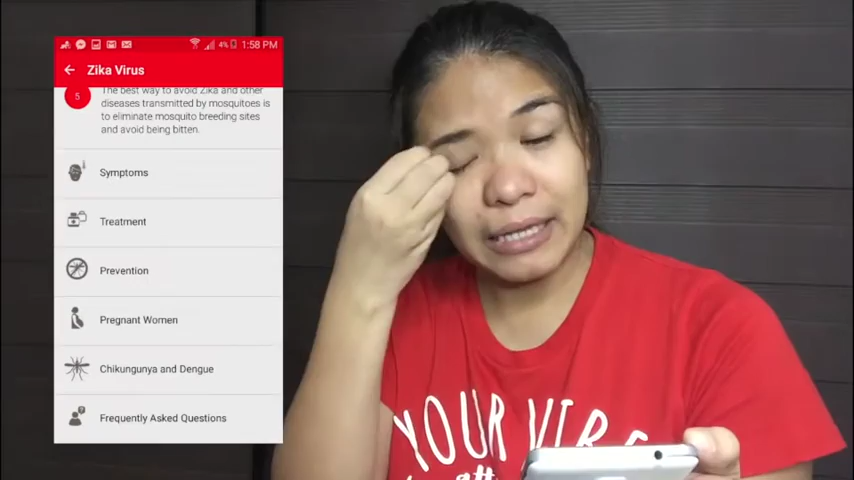 4% 1:58 PM
Zika Virus
5
The best way to avoid Zika and other
diseases transmitted by mosquitoes is
to eliminate mosquito breeding sites
and avoid being bitten.
Symptoms
Treatment
Prevention
Pregnant Women
Chikungunya and Dengue
Frequently Asked Questions
YOUR VIBE